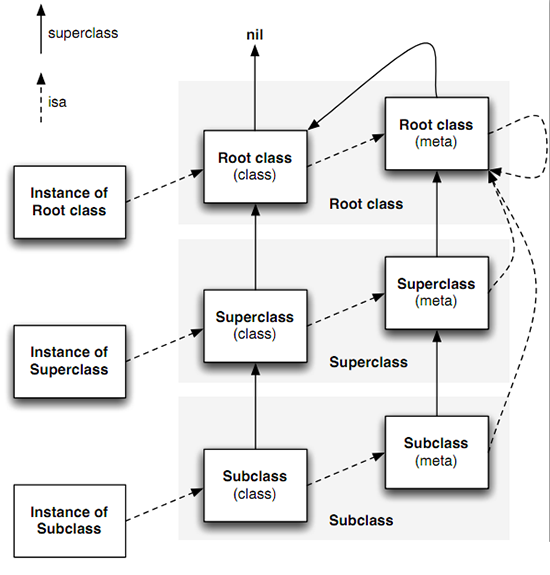 superclass
nil
isa
Root class
(meta)
Root class
(class)
Instance of
Root class
Root class
Superclass
(meta)
Superclass
(class)
Instance of
Superclass
Superclass
Subclass
(meta)
Subclass
(class)
Instance of
Subclass
Subclass